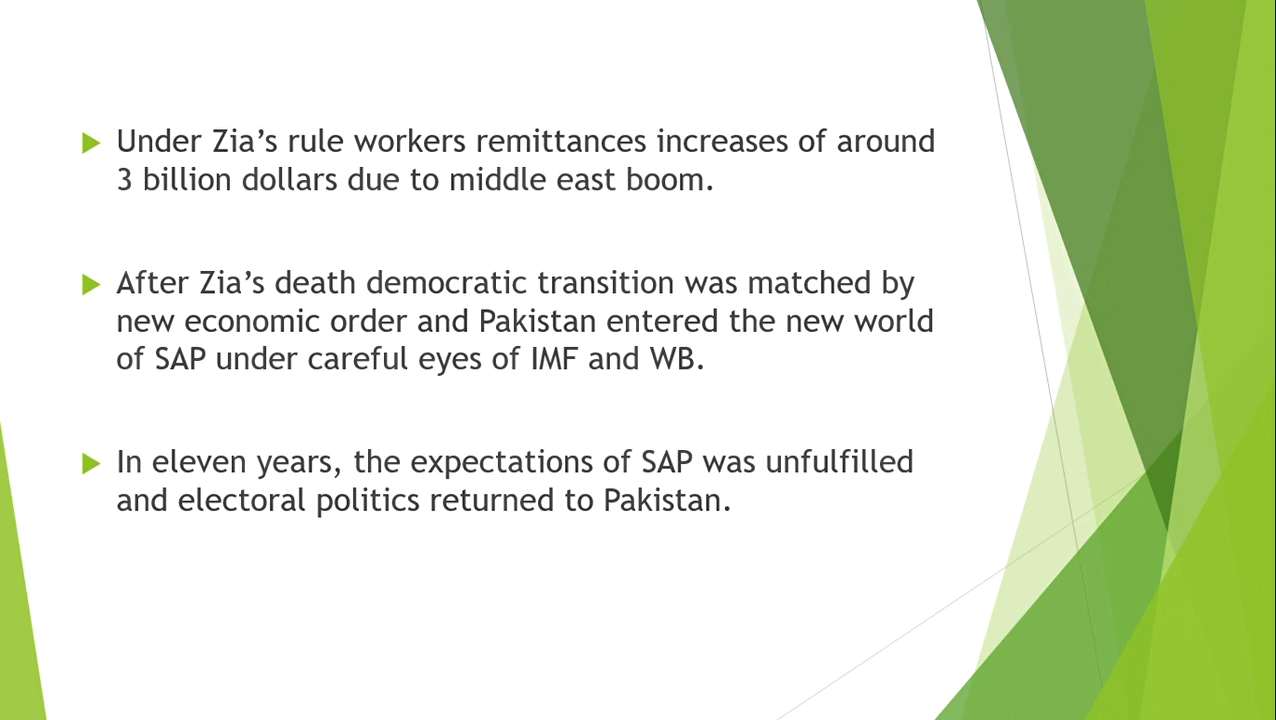 Under Zia’s rule workers remittances increases of around
3 billion dollars due to middle east boom.
After Zia’s death democratic transition was matched by
new economic order and Pakistan entered the new world
of SAP under careful eyes of IMF and WB.
In eleven years, the expectations of SAP was unfulfilled
and electoral politics returned to Pakistan.